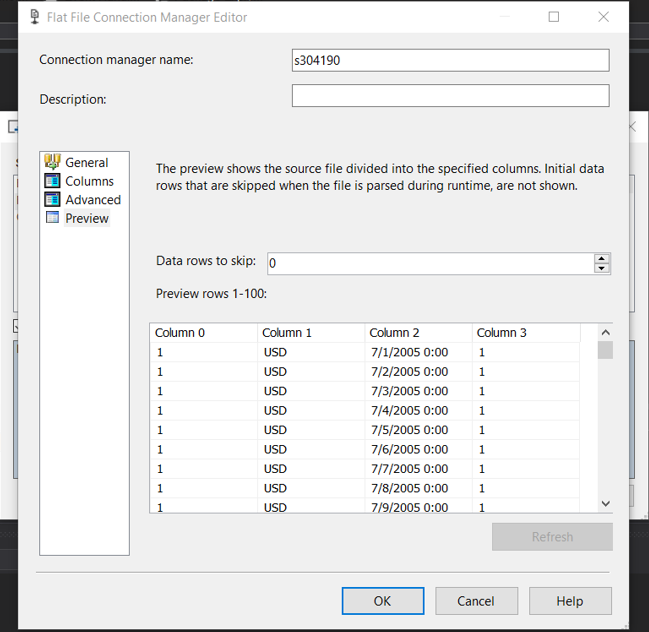 Flat File Connection Manager Editor
Connection manager name: s304190
Description:
General
Columns
Advanced
Preview
The preview shows the source file divided into the specified columns. Initial data
rows that are skipped when the file is parsed during runtime, are not shown.
Data rows to skip: 0
Preview rows 1-100:
Column 0 Column 1 Column 2 Column 3
1 USD 7/1/2005 0:00 1
1 USD 7/2/2005 0:00 1
1 USD 7/3/2005 0:00 1
1 USD 7/4/2005 0:00 1
1 USD 7/5/2005 0:00 1
1 USD 7/6/2005 0:00 1
1 USD 7/7/2005 0:00 1
1 USD 7/8/2005 0:00 1
1 USD 7/9/2005 0:00 1
Refresh
OK Cancel Help